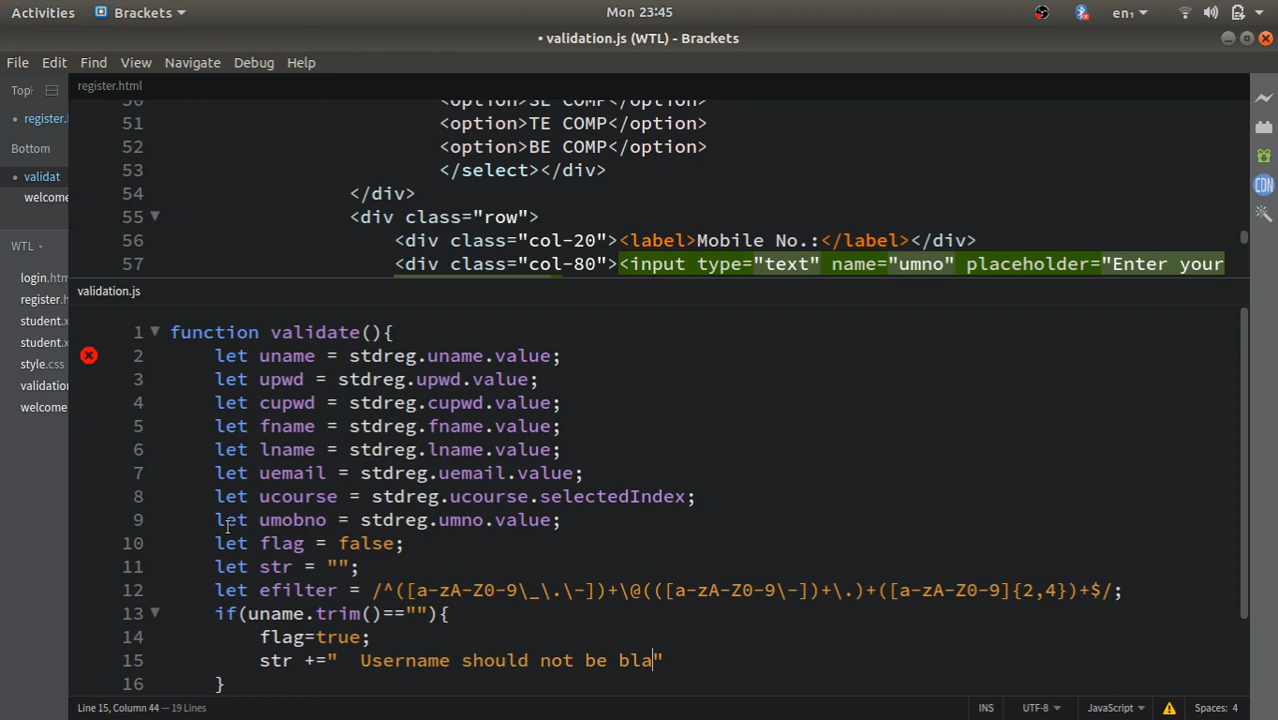 Activities Brackets Mon 23:45 en₁
• validation.js (WTL) - Brackets
File Edit Find View Navigate Debug Help
Top
register.html
• register.
Bottom
• validat
welcome
WTL
login.htm
register.h
student.x
student.x
style.css
validation
welcome
50 <option>SE COMP</option>
51 <option>TE COMP</option>
52 <option>BE COMP</option>
53 </select></div>
54 </div>
55 <div class="row">
56 <div class="col-20"><label>Mobile No.:</label></div>
57 <div class="col-80"><input type="text" name="umno" placeholder="Enter your
validation.js
1 function validate(){
2 let uname = stdreg.uname.value;
3 let upwd = stdreg.upwd.value;
4 let cupwd = stdreg.cupwd.value;
5 let fname = stdreg.fname.value;
6 let lname = stdreg.lname.value;
7 let uemail = stdreg.uemail.value;
8 let ucourse = stdreg.ucourse.selectedIndex;
9 let umobno = stdreg.umno.value;
10 let flag = false;
11 let str = "";
12 let efilter = /^([a-zA-Z0-9\_\.\-])+\@(([a-zA-Z0-9\-])+\.)+([a-zA-Z0-9]{2,4})+$/;
13 if(uname.trim()==""){
14 flag=true;
15 str +="  Username should not be bla"
16 }
Line 15, Column 44 — 19 Lines INS UTF-8 JavaScript Spaces: 4
CDN